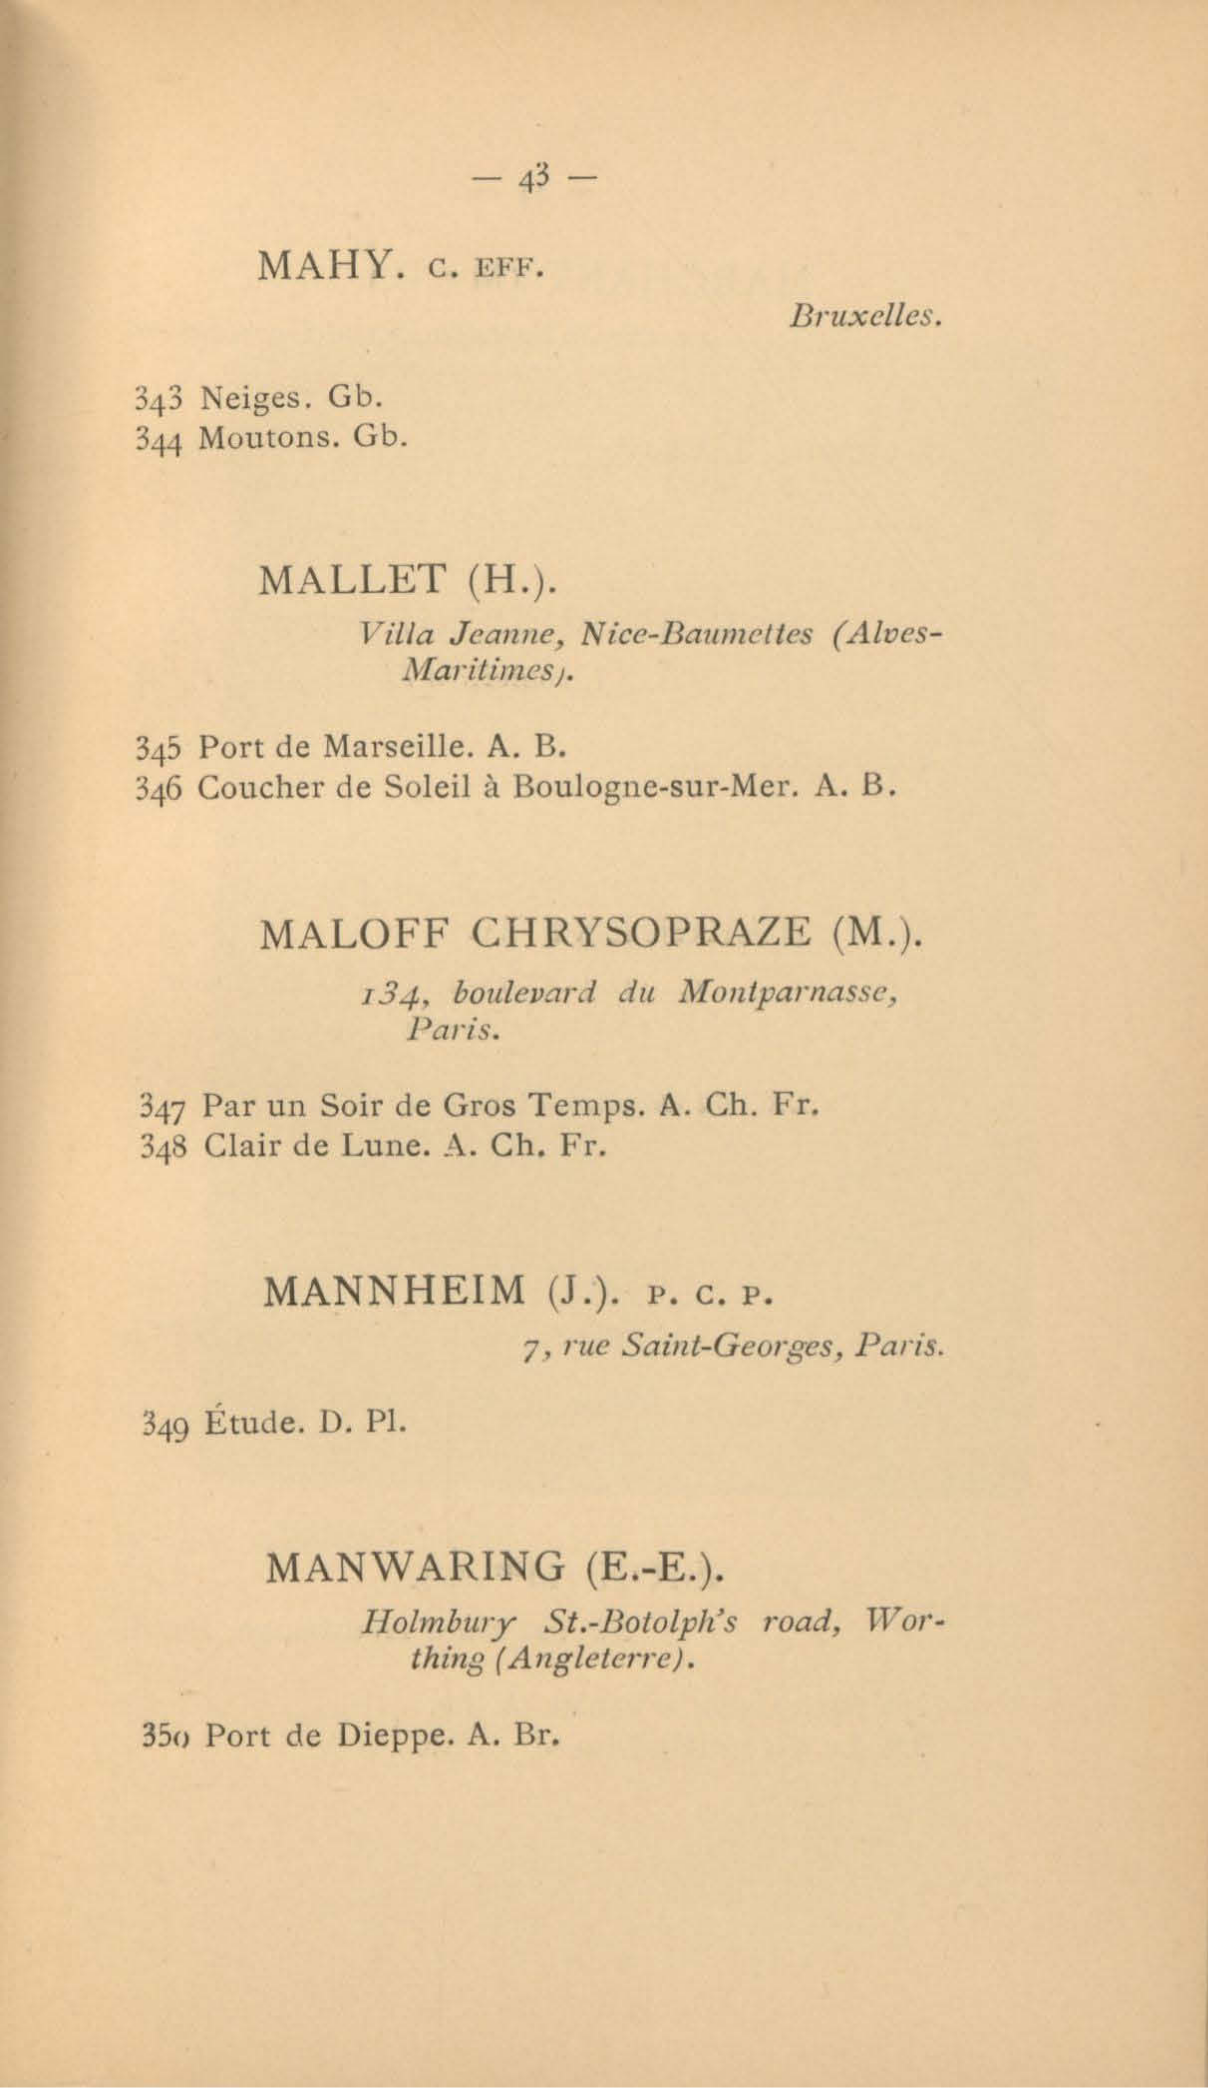 — 43 —
MAHY. C. EFF.
Bruxelles.
343 Neiges. Gb.
344 Moutons. Gb.
MALLET (H.).
Villa Jeanne, Nice-Baumettes (Alpes-
Maritimes).
345 Port de Marseille. A. B.
346 Coucher de Soleil à Boulogne-sur-Mer. A. B.
MALOFF CHRYSOPRAZE (M.).
134, boulevard du Montparnasse,
Paris.
347 Par un Soir de Gros Temps. A. Ch. Fr.
348 Clair de Lune. A. Ch. Fr.
MANNHEIM (J.). P. C. P.
7, rue Saint-Georges, Paris.
349 Étude. D. Pl.
MANWARING (E.-E.).
Holmbury St.-Botolph's road, Wor-
thing (Angleterre).
350 Port de Dieppe. A. Br.